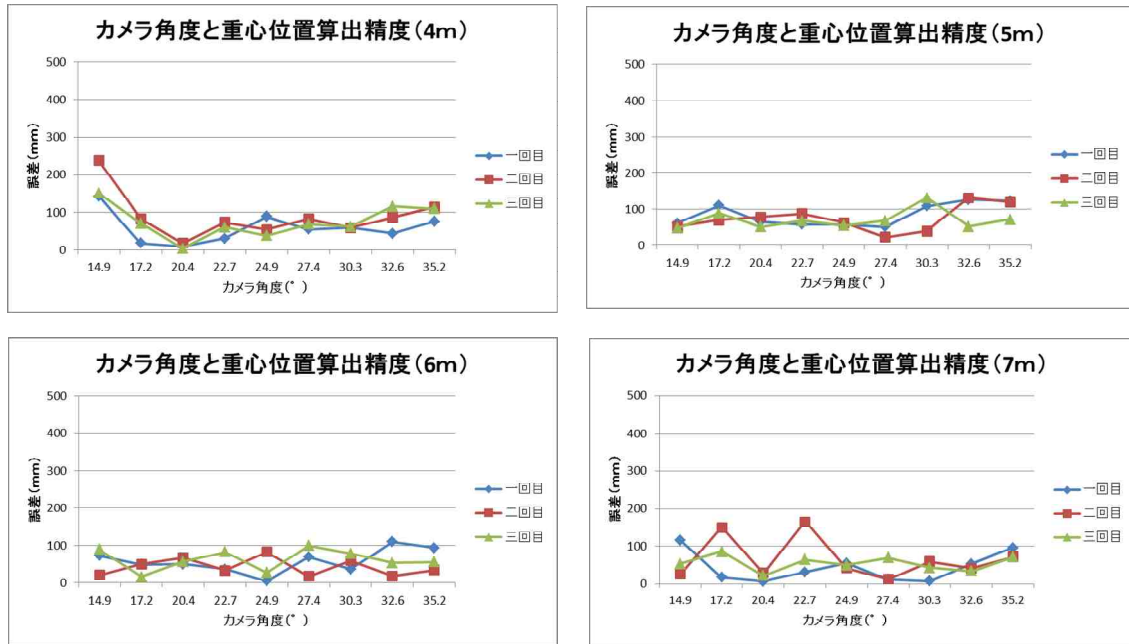 カメラ角度と重心位置算出精度(4m)
500
400
300
200
100
0
誤差(mm)
14.9 17.2 20.4 22.7 24.9 27.4 30.3 32.6 35.2
カメラ角度(°)
一回目
二回目
三回目
カメラ角度と重心位置算出精度(5m)
500
400
300
200
100
0
誤差(mm)
14.9 17.2 20.4 22.7 24.9 27.4 30.3 32.6 35.2
カメラ角度(°)
一回目
二回目
三回目
カメラ角度と重心位置算出精度(6m)
500
400
300
200
100
0
誤差(mm)
14.9 17.2 20.4 22.7 24.9 27.4 30.3 32.6 35.2
カメラ角度(°)
一回目
二回目
三回目
カメラ角度と重心位置算出精度(7m)
500
400
300
200
100
0
誤差(mm)
14.9 17.2 20.4 22.7 24.9 27.4 30.3 32.6 35.2
カメラ角度(°)
一回目
二回目
三回目